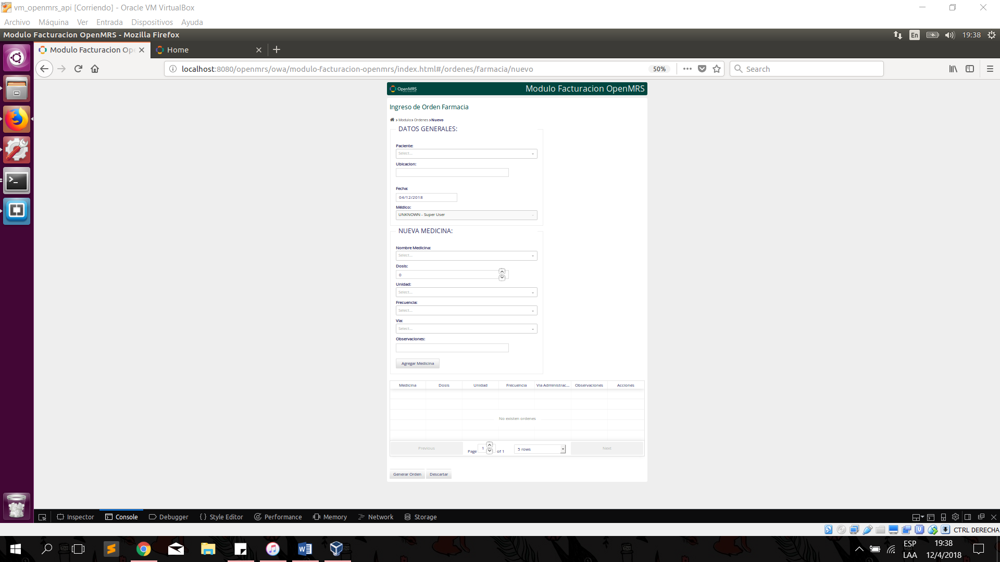 vm_openmrs_api [Corriendo] - Oracle VM VirtualBox
Archivo Máquina Ver Entrada Dispositivos Ayuda
Modulo Facturacion OpenMRS - Mozilla Firefox
En 19:38
Modulo Facturacion Ope
Home
localhost:8080/openmrs/owa/modulo-facturacion-openmrs/index.html#/ordenes/farmacia/nuevo
50%
Search
OpenMRS
Modulo Facturacion OpenMRS
Ingreso de Orden Farmacia
Modulo Ordenes Nuevo
DATOS GENERALES:
Paciente:
Select...
Ubicacion:
Fecha:
04/12/2018
Médico:
UNKNOWN - Super User
NUEVA MEDICINA:
Nombre Medicina:
Select...
Dosis:
0
Unidad:
Select...
Frecuencia:
Select...
Via:
Select...
Observaciones:
Agregar Medicina
Medicina Dosis Unidad Frecuencia Via Administrac... Observaciones Acciones
No existen ordenes
Previous Page 1 of 1 5 rows Next
Generar Orden Descartar
Inspector Console Debugger Style Editor Performance Memory Network Storage
CTRL DERECHA
ESP
LAA
19:38
12/4/2018